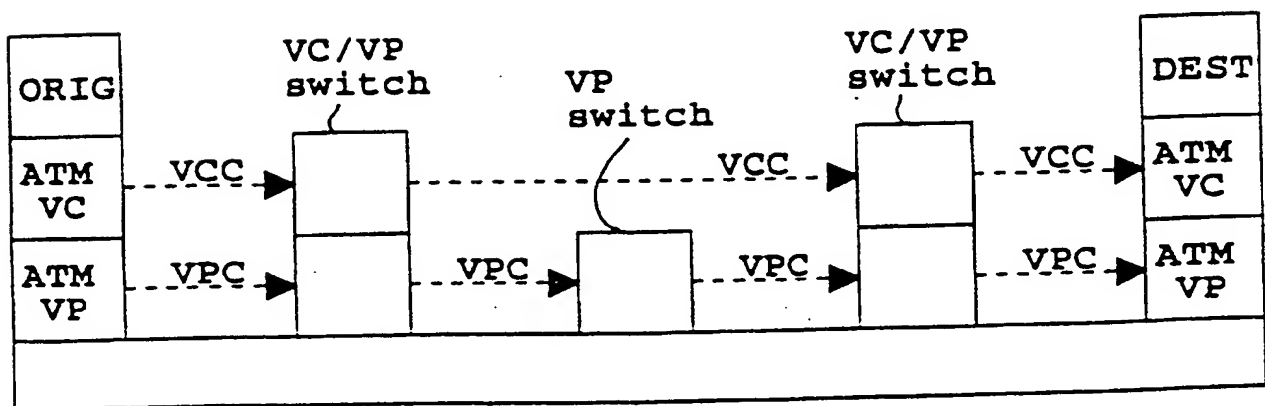 ORIG
VC/VP
switch
VP
switch
VC/VP
switch
DEST
ATM
VC
VCC
VCC
VCC
ATM
VC
ATM
VP
VPC
VPC
VPC
VPC
ATM
VP